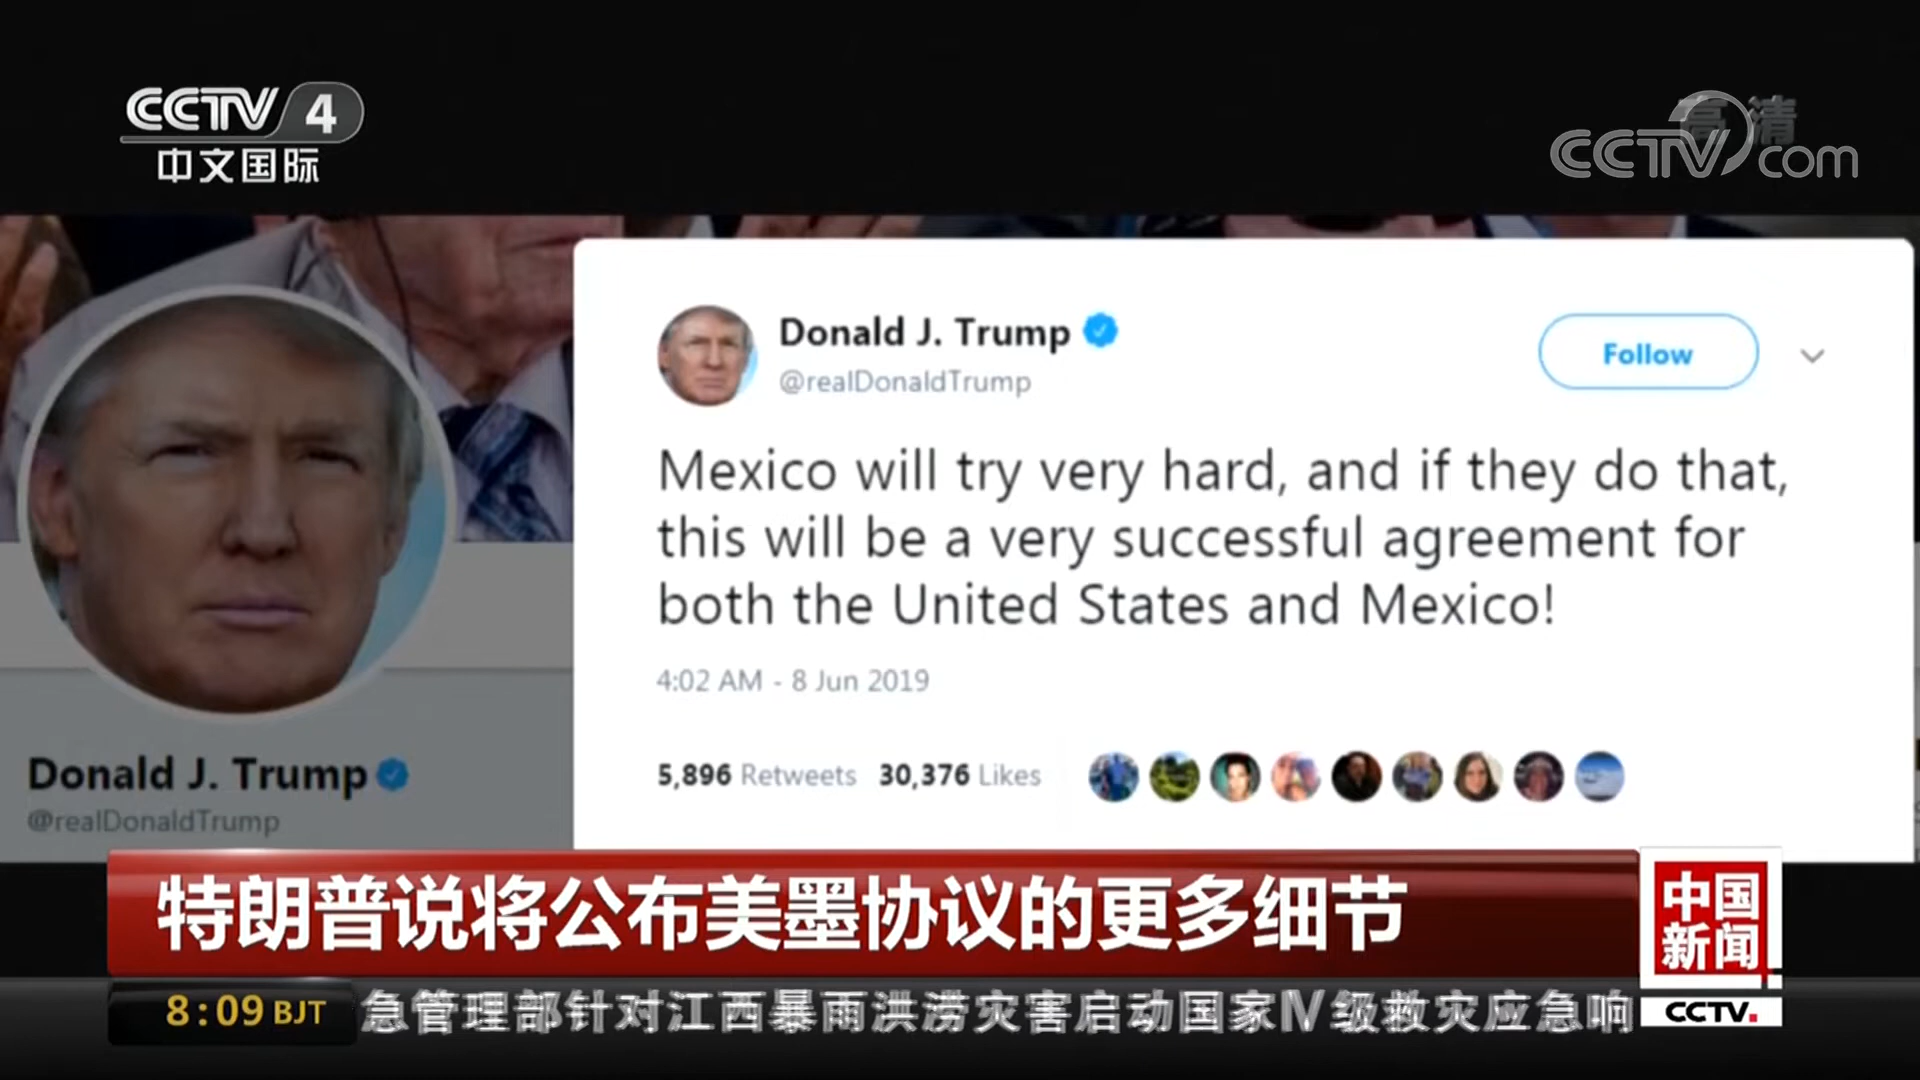 CCTV 4
中文国际
高清
CCTV com
Donald J. Trump
@realDonaldTrump
Follow
Mexico will try very hard, and if they do that,
this will be a very successful agreement for
both the United States and Mexico!
4:02 AM - 8 Jun 2019
5,896 Retweets 30,376 Likes
Donald J. Trump
@realDonaldTrump
特朗普说将公布美墨协议的更多细节
中国
新闻
CCTV.
8:09 BJT
急管理部针对江西暴雨洪涝灾害启动国家Ⅳ级救灾应急响